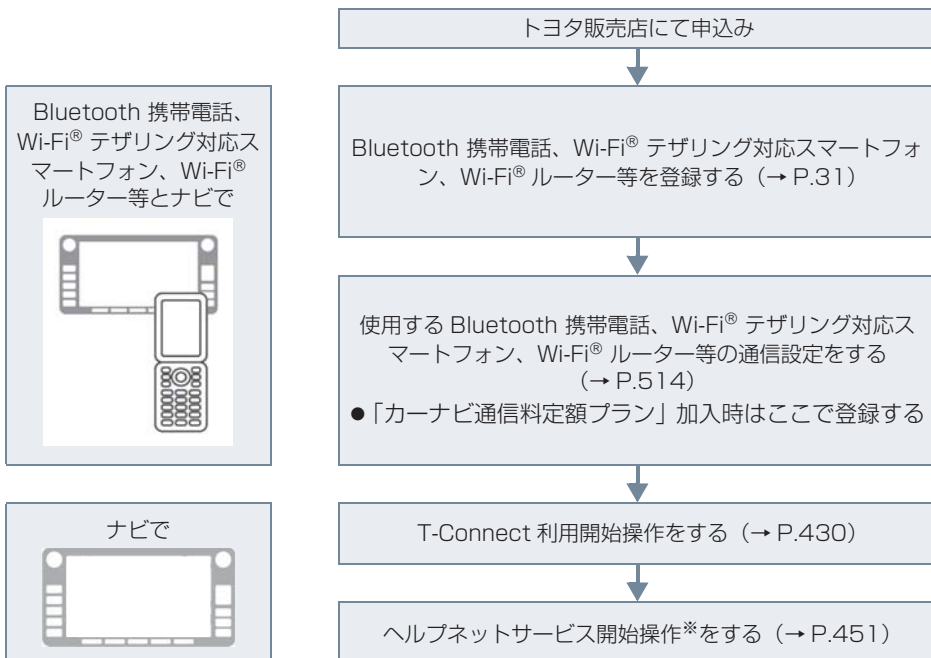 トヨタ販売店にて申込み
Bluetooth 携帯電話、
Wi-Fi® テザリング対応ス
マートフォン、Wi-Fi®
ルーター等とナビで
Bluetooth 携帯電話、Wi-Fi® テザリング対応スマートフォ
ン、Wi-Fi® ルーター等を登録する（→ P.31）
使用する Bluetooth 携帯電話、Wi-Fi® テザリング対応ス
マートフォン、Wi-Fi® ルーター等の通信設定をする
（→ P.514）
●「カーナビ通信料定額プラン」加入時はここで登録する
ナビで
T-Connect 利用開始操作をする（→ P.430）
ヘルプネットサービス開始操作※をする（→ P.451）